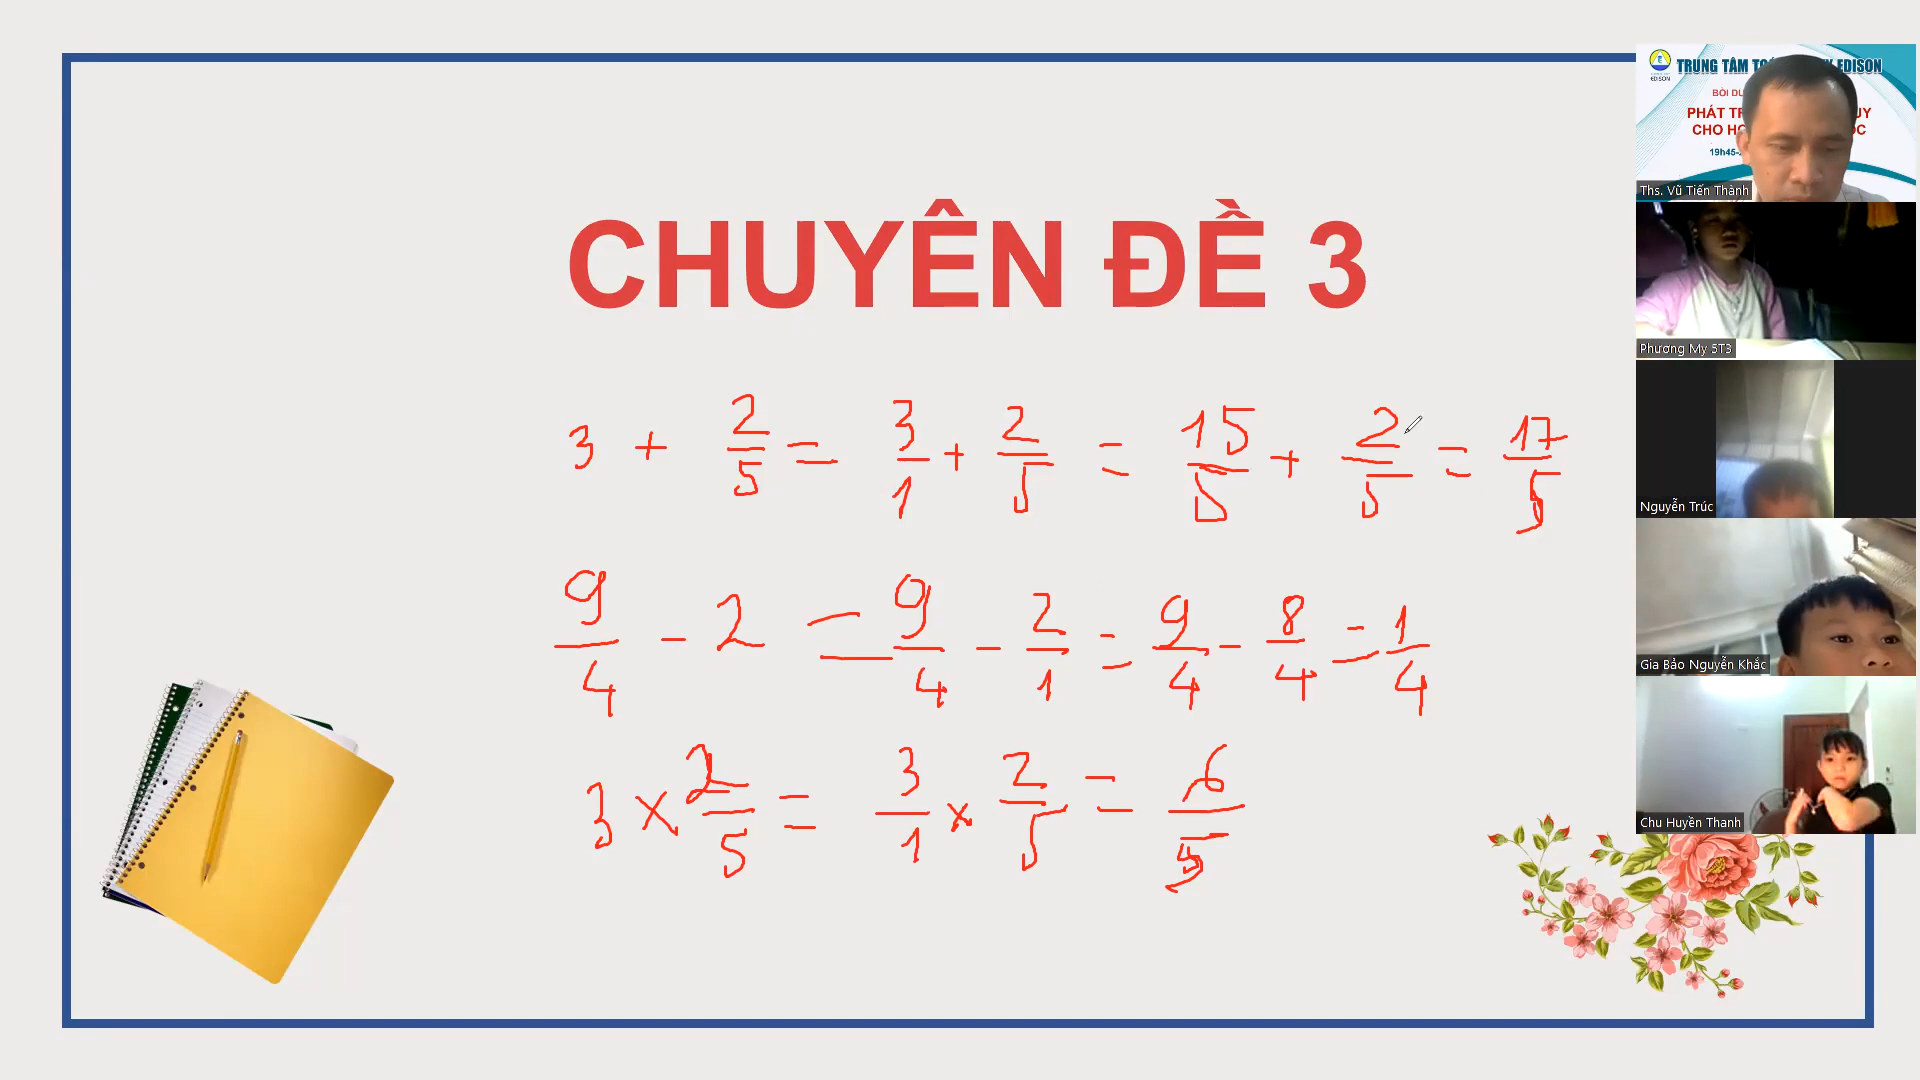 CHUYÊN ĐỀ 3
3 + 2/5 = 3/1 + 2/5 = 15/5 + 2/5 = 17/5
9/4 - 2 = 9/4 - 2/1 = 9/4 - 8/4 = 1/4
3 × 2/5 = 3/1 × 2/5 = 6/5
TRUNG TÂM EDISON
EDISON
PHÁT
CHO
Ths. Vũ Tiến Thành
Phương My 5T3
Nguyễn Trúc
Gia Bảo Nguyễn Khắc
Chu Huyền Thanh